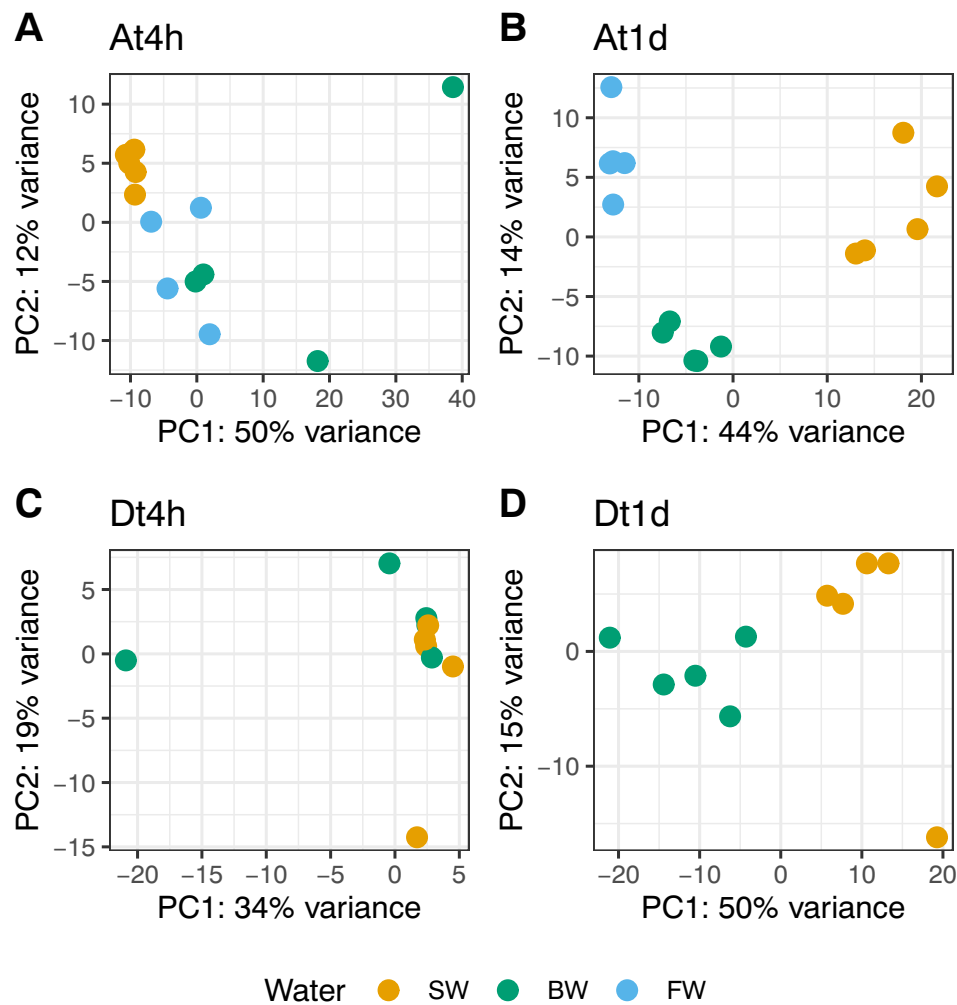 A At4h
10
5
0
−5
−10
PC2: 12% variance
−10 0 10 20 30 40
PC1: 50% variance
B At1d
10
5
0
−5
−10
PC2: 14% variance
−10 0 10 20
PC1: 44% variance
C Dt4h
5
0
−5
−10
−15
PC2: 19% variance
−20 −15 −10 −5 0 5
PC1: 34% variance
D Dt1d
0
−10
PC2: 15% variance
−20 −10 0 10 20
PC1: 50% variance
Water SW BW FW